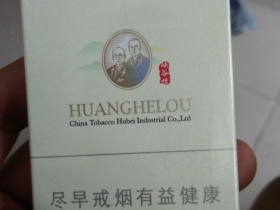 HUANGHELOU
China Tobacco Hubei Industrial Co.,Ltd
尽早戒烟有益健康